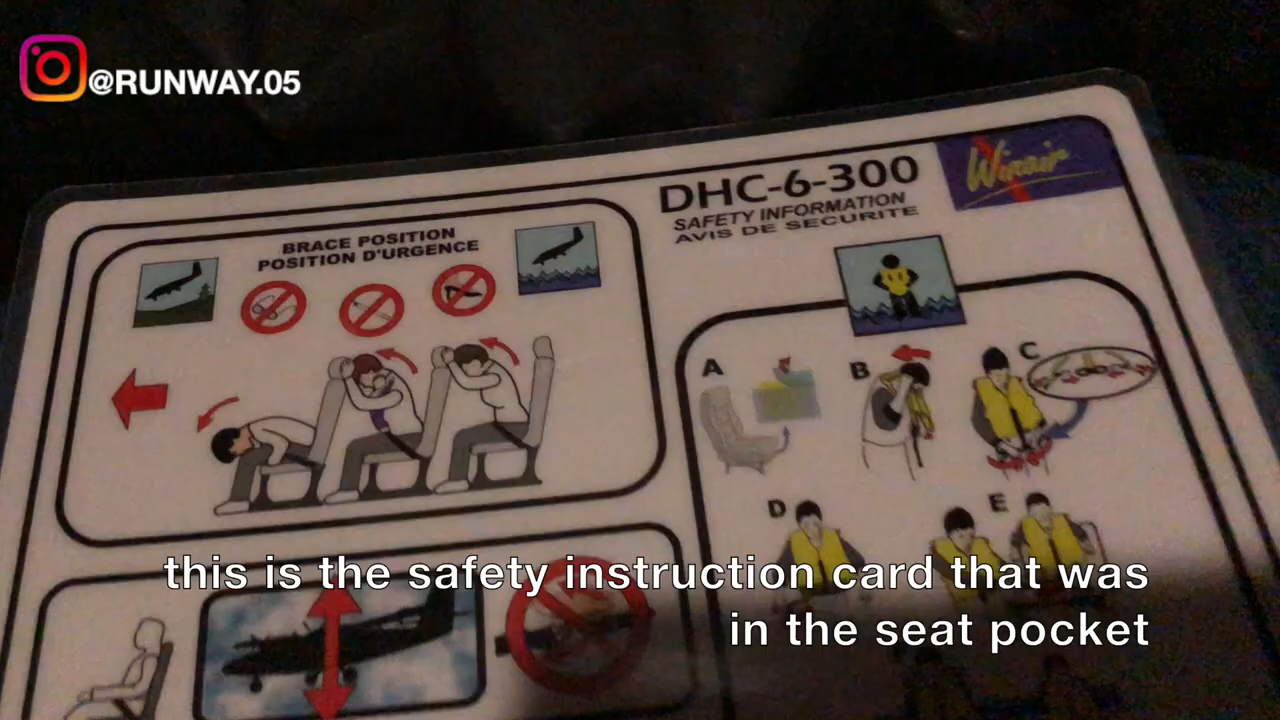 @RUNWAY.05
DHC-6-300
Winair
SAFETY INFORMATION
AVIS DE SECURITE
BRACE POSITION
POSITION D'URGENCE
A
B
C
D
E
this is the safety instruction card that was
in the seat pocket